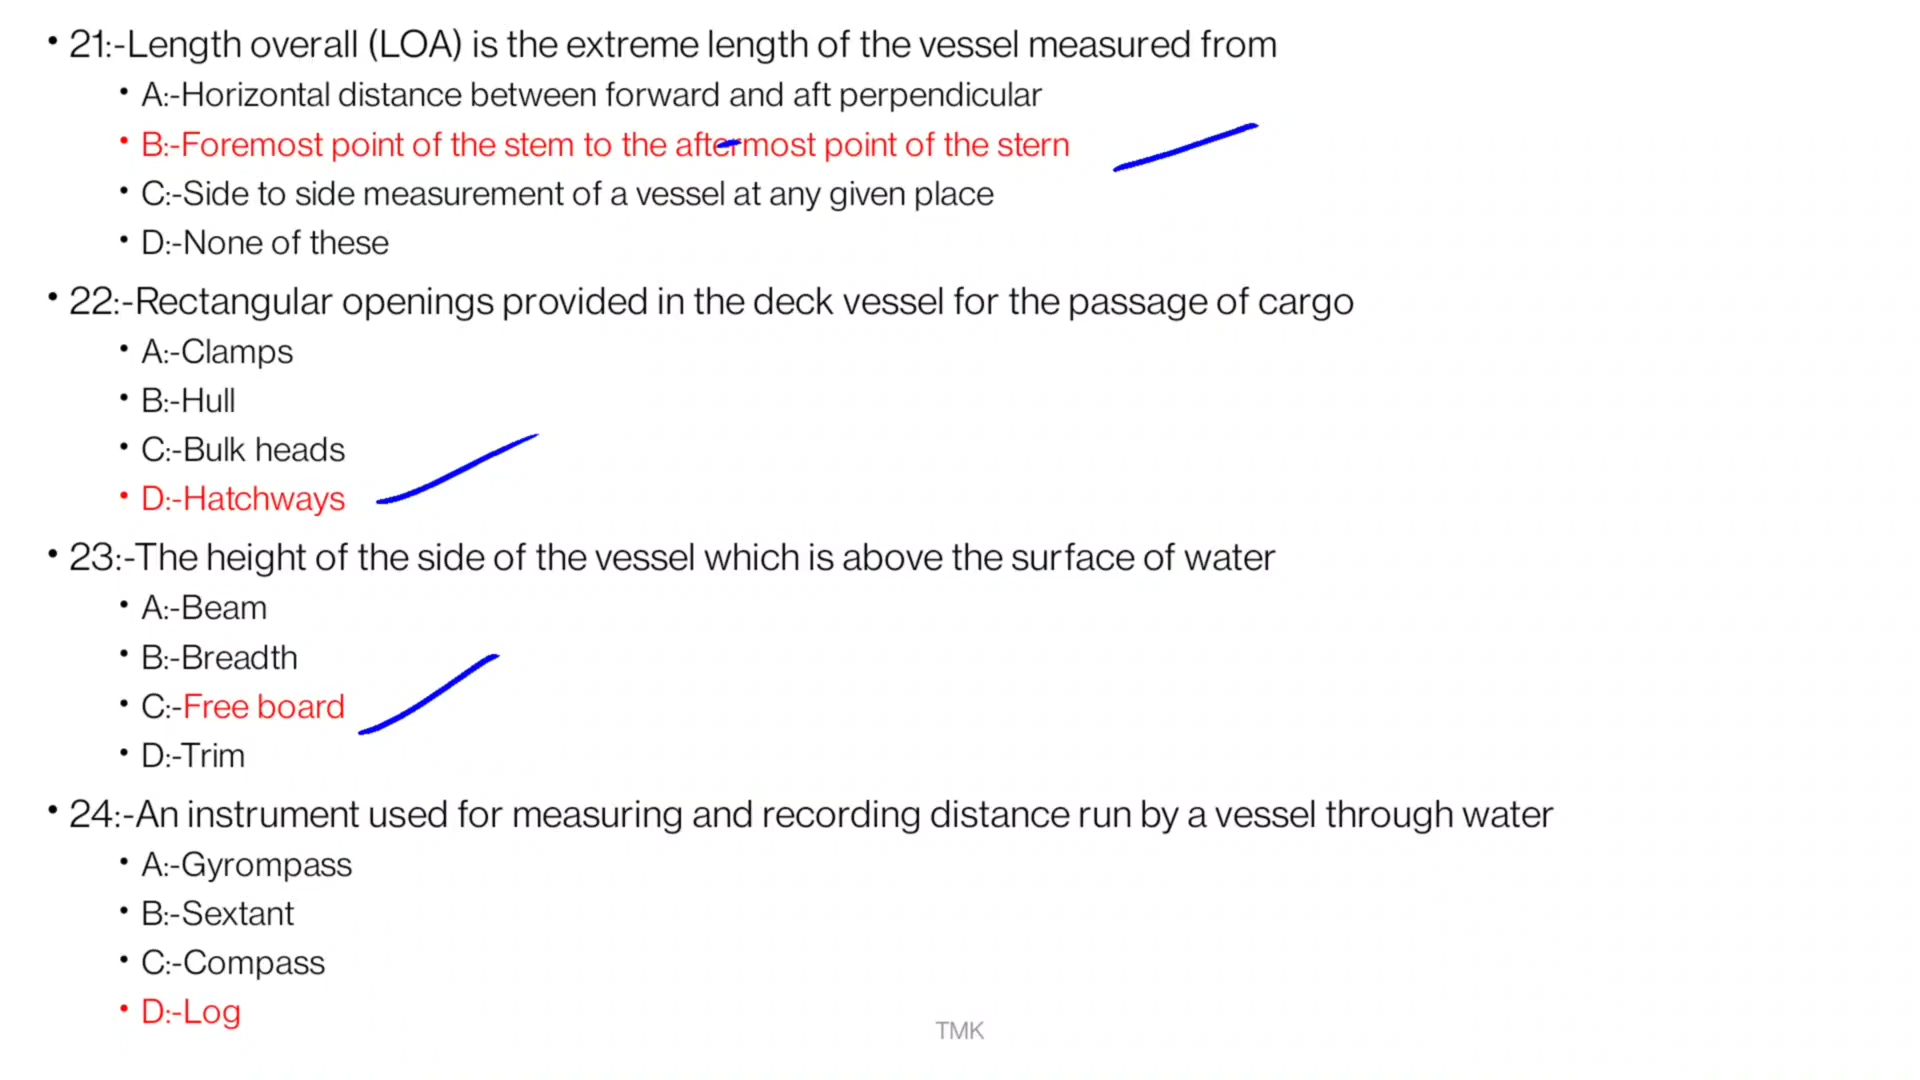 • 21:-Length overall (LOA) is the extreme length of the vessel measured from
• A:-Horizontal distance between forward and aft perpendicular
• B:-Foremost point of the stem to the aftermost point of the stern
• C:-Side to side measurement of a vessel at any given place
• D:-None of these
• 22:-Rectangular openings provided in the deck vessel for the passage of cargo
• A:-Clamps
• B:-Hull
• C:-Bulk heads
• D:-Hatchways
• 23:-The height of the side of the vessel which is above the surface of water
• A:-Beam
• B:-Breadth
• C:-Free board
• D:-Trim
• 24:-An instrument used for measuring and recording distance run by a vessel through water
• A:-Gyrompass
• B:-Sextant
• C:-Compass
• D:-Log
TMK